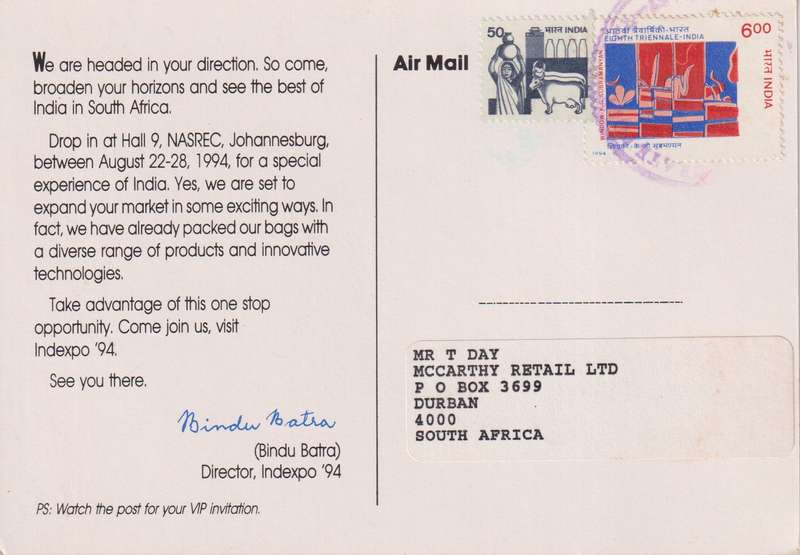 We are headed in your direction. So come,
broaden your horizons and see the best of
India in South Africa.
Drop in at Hall 9, NASREC, Johannesburg,
between August 22-28, 1994, for a special
experience of India. Yes, we are set to
expand your market in some exciting ways. In
fact, we have already packed our bags with
a diverse range of products and innovative
technologies.
Take advantage of this one stop
opportunity. Come join us, visit
Indexpo '94.
See you there.
Bindu Batra
(Bindu Batra)
Director, Indexpo '94
PS: Watch the post for your VIP invitation.
Air Mail
50 भारत INDIA
आठवां त्रैवार्षिकी-भारत
EIGHTH TRIENNALE-INDIA
600
भारत INDIA
1994
MR T DAY
MCCARTHY RETAIL LTD
P O BOX 3699
DURBAN
4000
SOUTH AFRICA